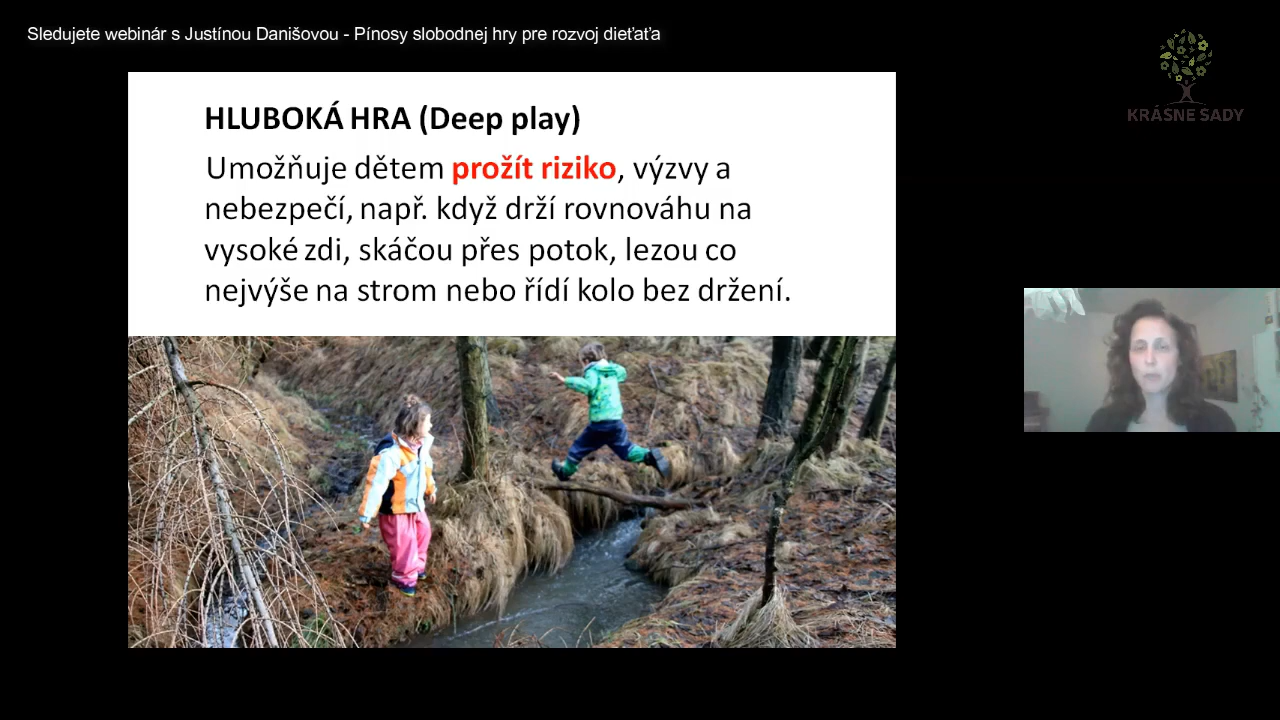 Sledujete webinár s Justínou Danišovou - Pínosy slobodnej hry pre rozvoj dieťaťa
KRÁSNE SADY
HLUBOKÁ HRA (Deep play)
Umožňuje dětem prožít riziko, výzvy a
nebezpečí, např. když drží rovnováhu na
vysoké zdi, skáčou přes potok, lezou co
nejvýše na strom nebo řídí kolo bez držení.